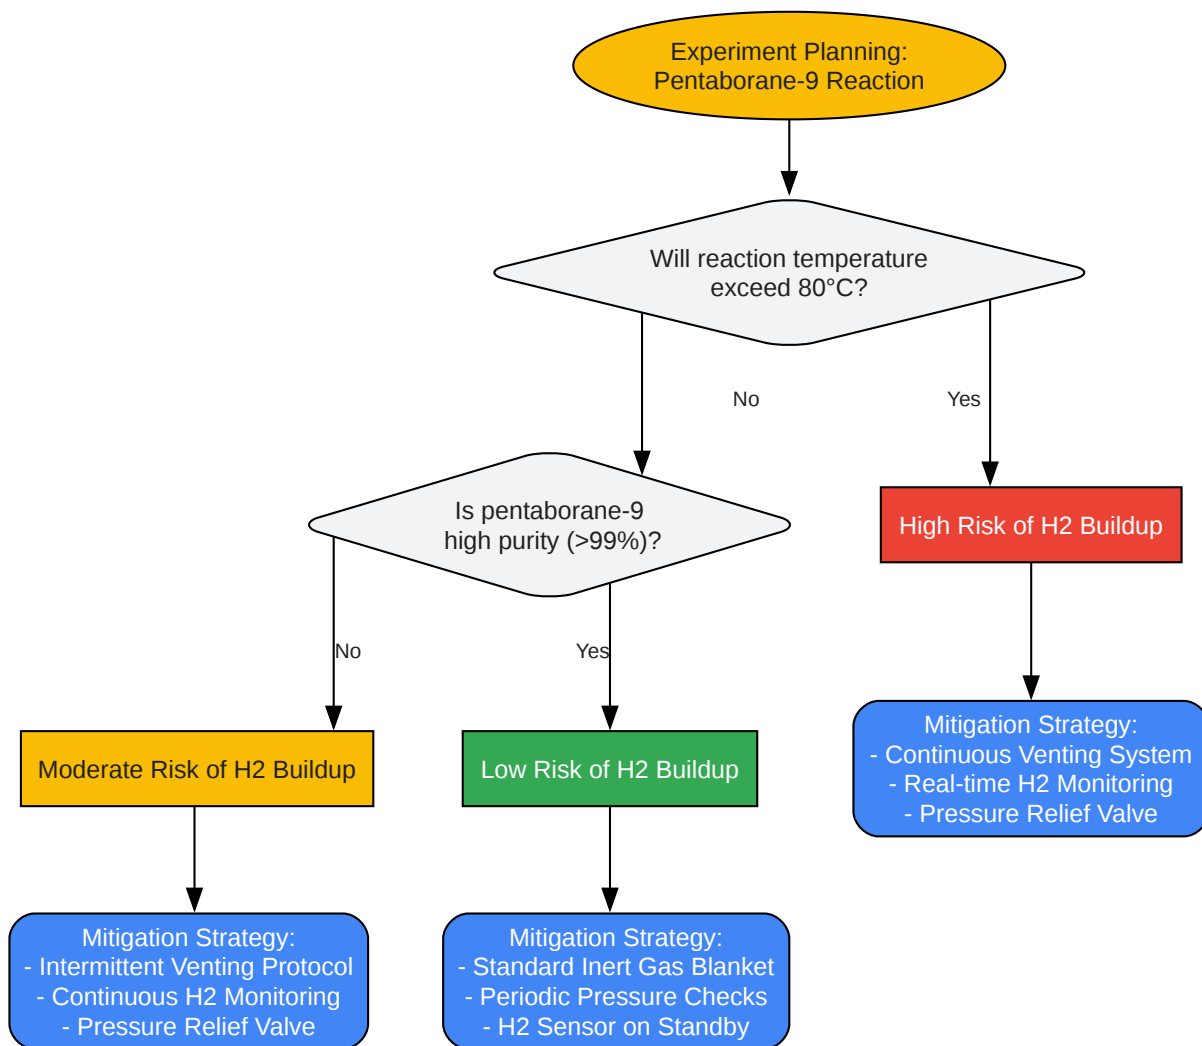 Experiment Planning:
Pentaborane-9 Reaction
Will reaction temperature
exceed 80°C?
No
Yes
Is pentaborane-9
high purity (>99%)?
High Risk of H2 Buildup
No
Yes
Mitigation Strategy:
- Continuous Venting System
- Real-time H2 Monitoring
- Pressure Relief Valve
Moderate Risk of H2 Buildup
Low Risk of H2 Buildup
Mitigation Strategy:
- Intermittent Venting Protocol
- Continuous H2 Monitoring
- Pressure Relief Valve
Mitigation Strategy:
- Standard Inert Gas Blanket
- Periodic Pressure Checks
- H2 Sensor on Standby